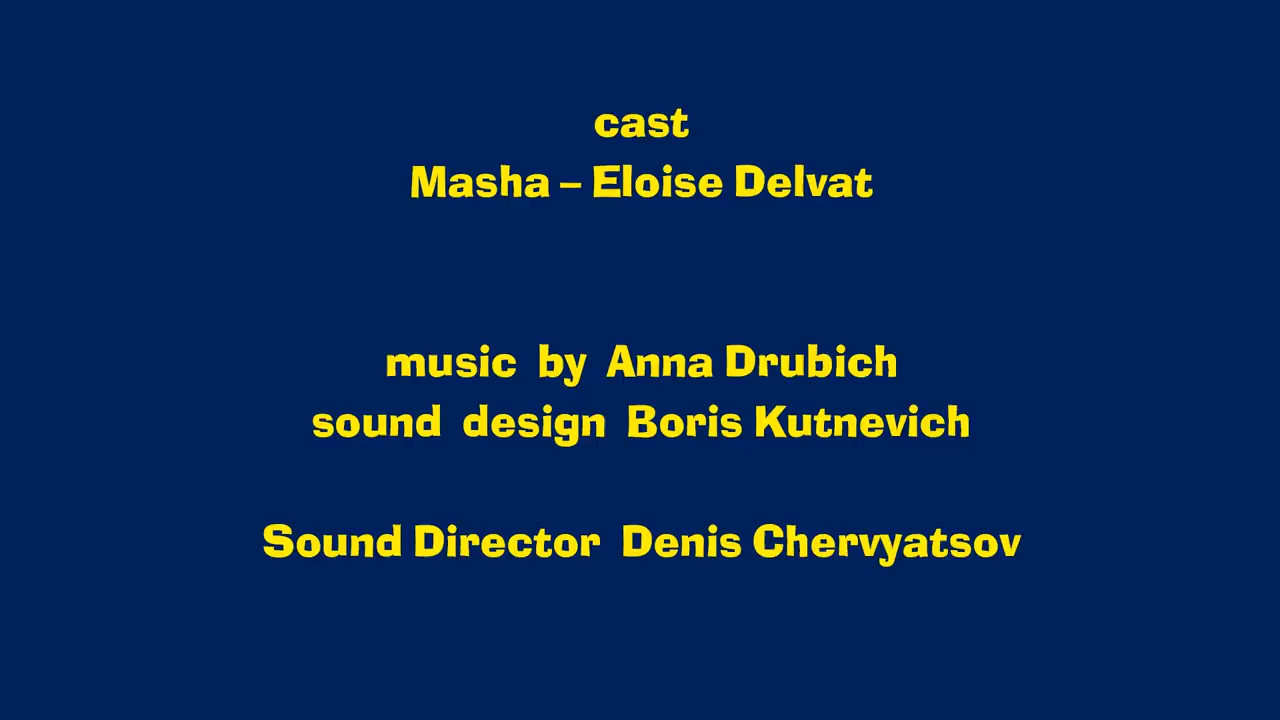 cast
Masha – Eloise Delvat
music by Anna Drubich
sound design Boris Kutnevich
Sound Director Denis Chervyatsov